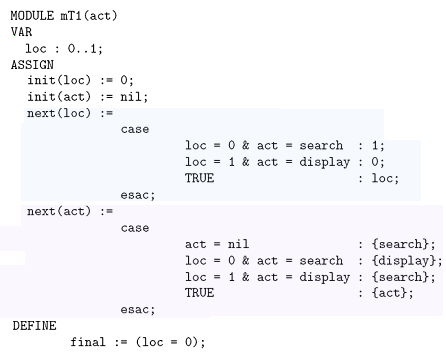 MODULE mT1(act)
VAR
loc : 0..1;
ASSIGN
init(loc) := 0;
init(act) := nil;
next(loc) :=
case
loc = 0 & act = search : 1;
loc = 1 & act = display : 0;
TRUE : loc;
esac;
next(act) :=
case
act = nil : {search};
loc = 0 & act = search : {display};
loc = 1 & act = display : {search};
TRUE : {act};
esac;
DEFINE
final := (loc = 0);